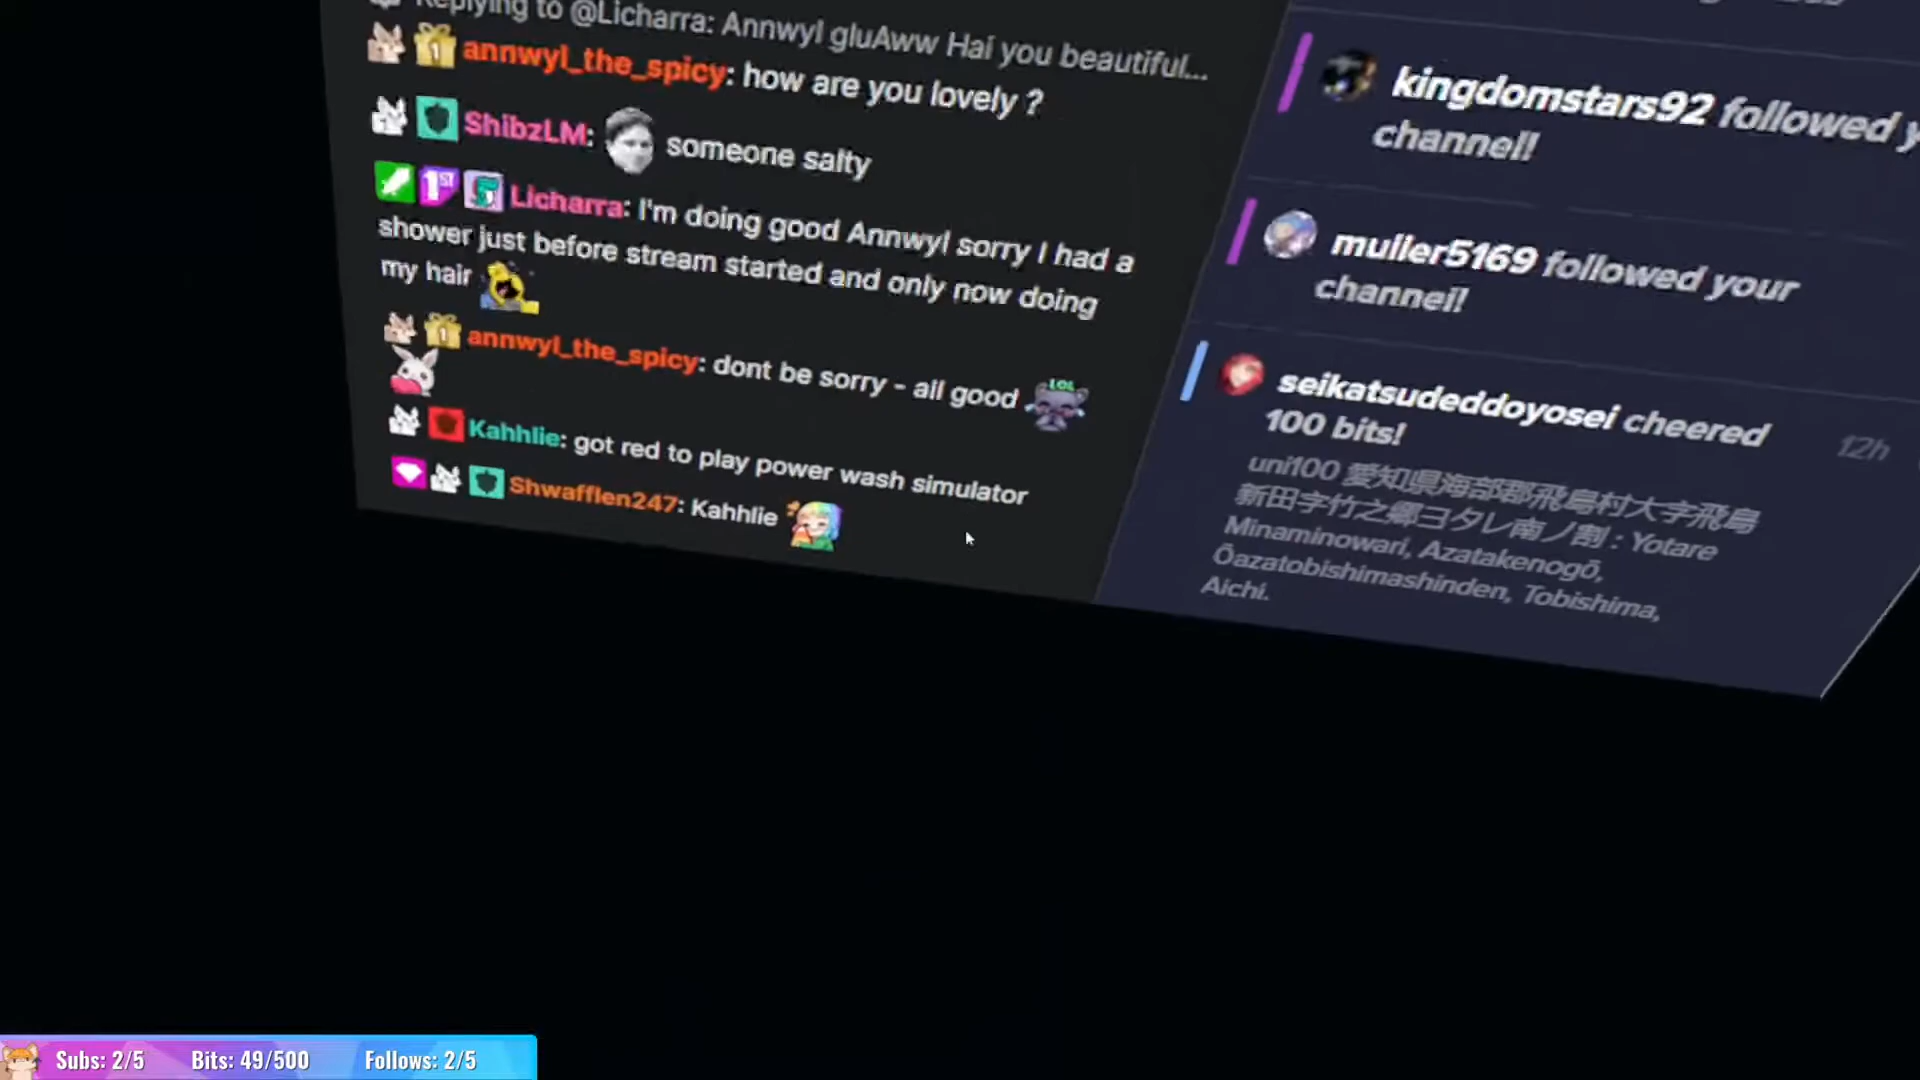 Replying to @Licharra: Annwyl gluAww Hai you beautiful...
annwyl_the_spicy: how are you lovely ?
ShibzLM: someone salty
Licharra: I'm doing good Annwyl sorry I had a
shower just before stream started and only now doing
my hair
annwyl_the_spicy: dont be sorry - all good
LOL
Kahhlie: got red to play power wash simulator
Shwafflen247: Kahhlie
kingdomstars92 followed y
channel!
muller5169 followed your
channel!
seikatsudeddoyosei cheered
100 bits!
12h
uni100 愛知県海部郡飛島村大字飛島
新田字竹之郷ヨタレ南ノ割 : Yotare
Minaminowari, Azatakenogō,
Ōazatobishimashinden, Tobishima,
Aichi.
Subs: 2/5 Bits: 49/500 Follows: 2/5